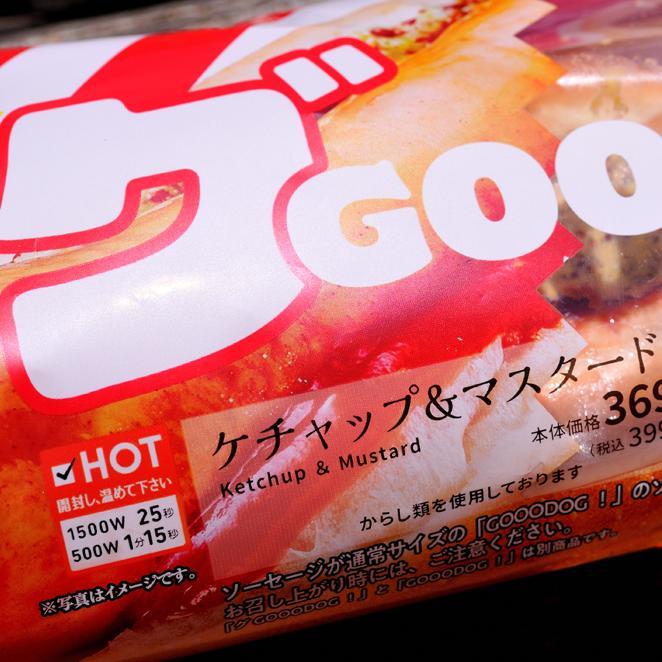 グ GOO
ケチャップ&マスタード
Ketchup & Mustard
本体価格 369
(税込 399
からし類を使用しております
HOT
開封し、温めて下さい
1500W 25秒
500W 1分15秒
※写真はイメージです。
ソーセージが通常サイズの「GOOODOG!」のソ
お召し上がり時には、ご注意ください。
「グGOOODOG!」と「GOOODOG!」は別商品です。